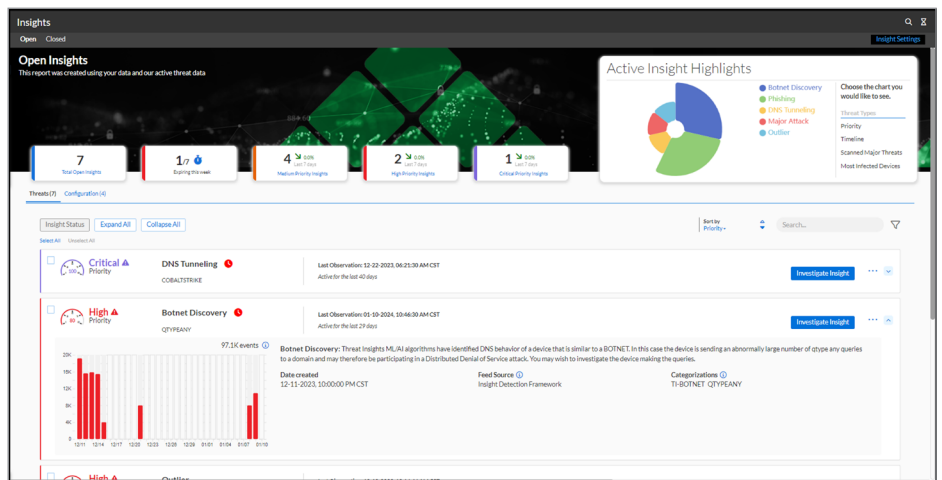 Insights
Open Closed
Insight Settings
Open Insights
This report was created using your data and our active threat data
Active Insight Highlights
Botnet Discovery
Phishing
DNS Tunneling
Major Attack
Outlier
Choose the chart you
would like to see.
Threat Types
Priority
Timeline
Scanned Major Threats
Most Infected Devices
7
Total Open Insights
1/7
Expiring this week
4 0.0%
Last 7 days
Medium Priority Insights
2 0.0%
Last 7 days
High Priority Insights
1 0.0%
Last 7 days
Critical Priority Insights
Threats (7) Configuration (4)
Insight Status Expand All Collapse All
Sort by
Priority
Search...
Select All Unselect All
100
Critical
Priority
DNS Tunneling
COBALTSTRIKE
Last Observation: 12-22-2023, 06:21:30 AM CST
Active for the last 40 days
Investigate Insight
80
High
Priority
Botnet Discovery
QTYPEANY
Last Observation: 01-10-2024, 10:46:30 AM CST
Active for the last 29 days
Investigate Insight
97.1K events
20K
16K
12K
8K
4K
0
12/11 12/14 12/17 12/20 12/23 12/26 12/29 01/01 01/04 01/07 01/10
Botnet Discovery: Threat Insights ML/AI algorithms have identified DNS behavior of a device that is similar to a BOTNET. In this case the device is sending an abnormally large number of qtype any queries
to a domain and may therefore be participating in a Distributed Denial of Service attack. You may wish to investigate the device making the queries.
Date created
12-11-2023, 10:00:00 PM CST
Feed Source
Insight Detection Framework
Categorizations
TI-BOTNET QTYPEANY
High
Outlier